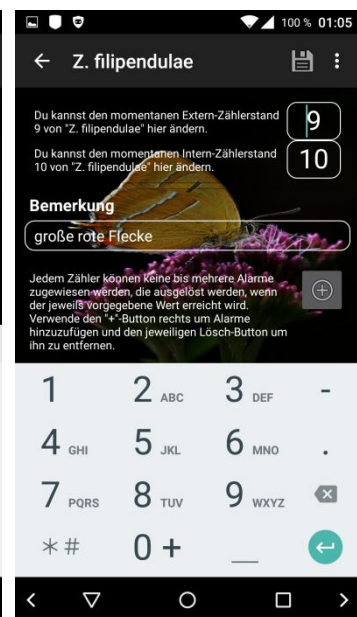 100 % 01:05
Z. filipendulae
Du kannst den momentanen Extern-Zählerstand
9 von "Z. filipendulae" hier ändern.
9
Du kannst den momentanen Intern-Zählerstand
10 von "Z. filipendulae" hier ändern.
10
Bemerkung
große rote Flecke
Jedem Zähler können keine bis mehrere Alarme
zugewiesen werden, die ausgelöst werden, wenn
der jeweils vorgegebene Wert erreicht wird.
Verwende den "+"-Button rechts um Alarme
hinzuzufügen und den jeweiligen Lösch-Button um
ihn zu entfernen.
1 2 ABC 3 DEF -
4 GHI 5 JKL 6 MNO .
7 PQRS 8 TUV 9 WXYZ
* # 0 + _